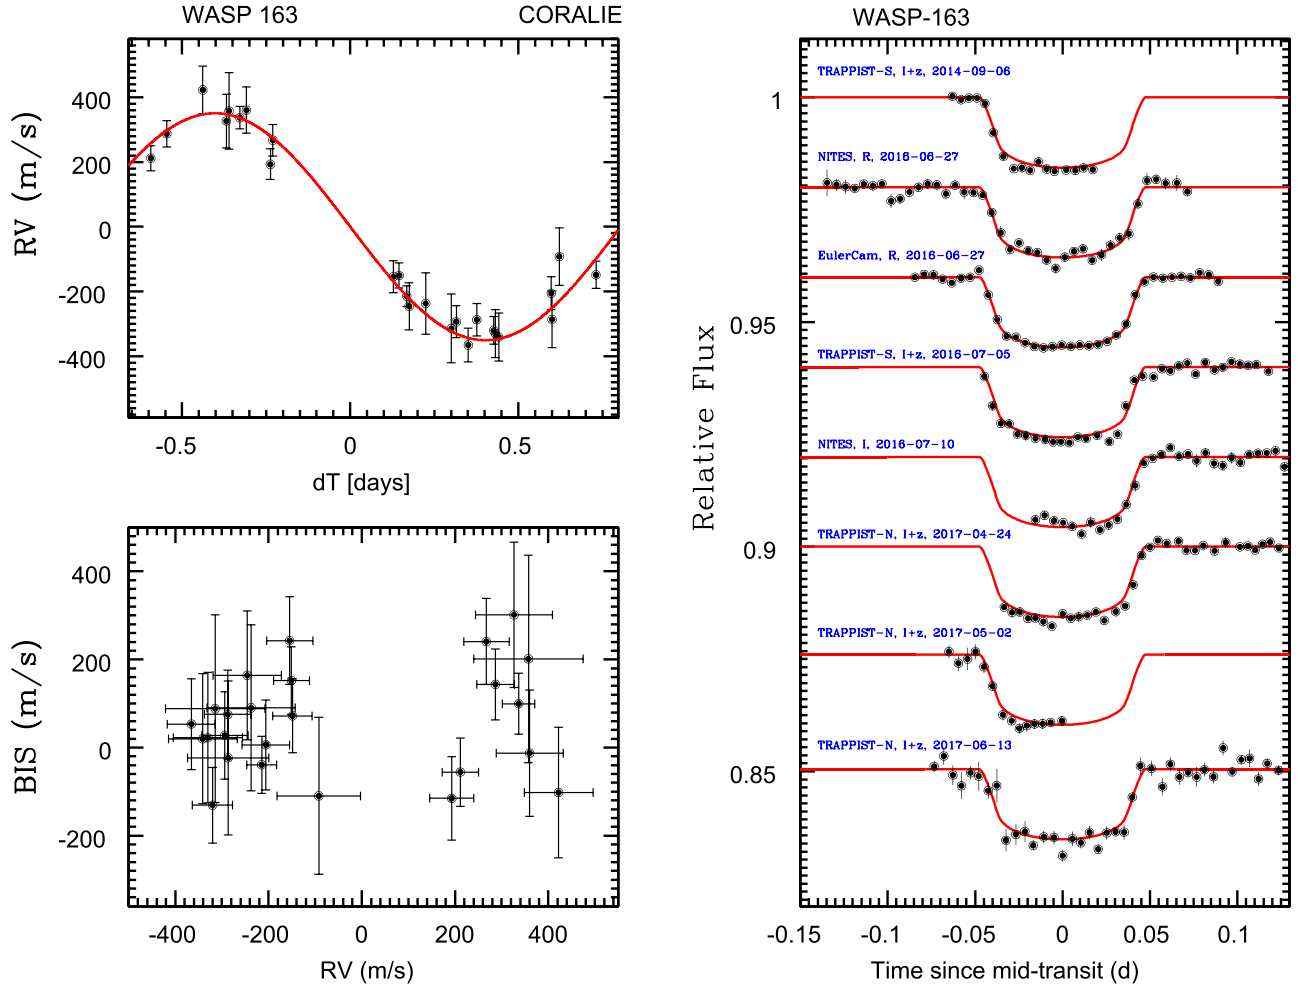 WASP 163 CORALIE
RV (m/s)
400
200
0
-200
-400
-0.5 0 0.5
dT [days]
BIS (m/s)
400
200
0
-200
-400 -200 0 200 400
RV (m/s)
WASP-163
Relative Flux
1
0.95
0.9
0.85
TRAPPIST-S, I+z, 2014-09-06
NITES, R, 2016-06-27
EulerCam, R, 2016-06-27
TRAPPIST-S, I+z, 2016-07-05
NITES, I, 2016-07-10
TRAPPIST-N, I+z, 2017-04-24
TRAPPIST-N, I+z, 2017-05-02
TRAPPIST-N, I+z, 2017-06-13
-0.15 -0.1 -0.05 0 0.05 0.1
Time since mid-transit (d)